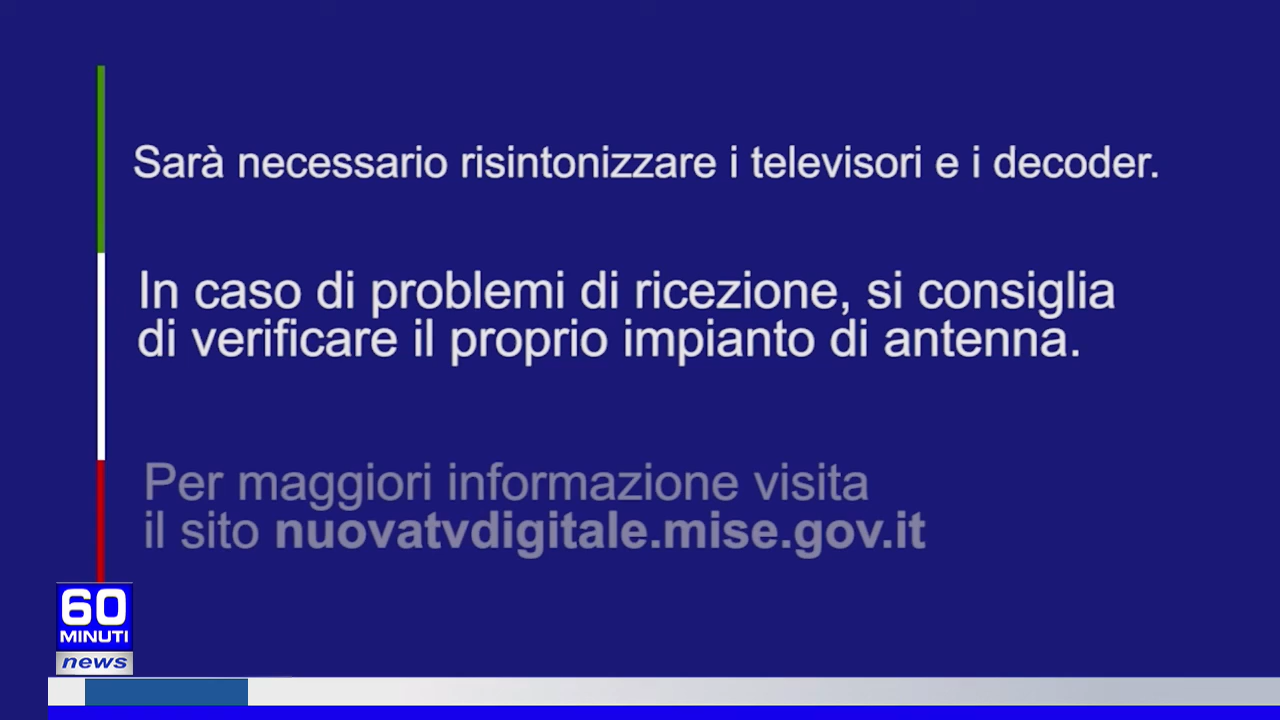 Sarà necessario risintonizzare i televisori e i decoder.
In caso di problemi di ricezione, si consiglia
di verificare il proprio impianto di antenna.
Per maggiori informazione visita
il sito nuovatvdigitale.mise.gov.it
60
MINUTI
news